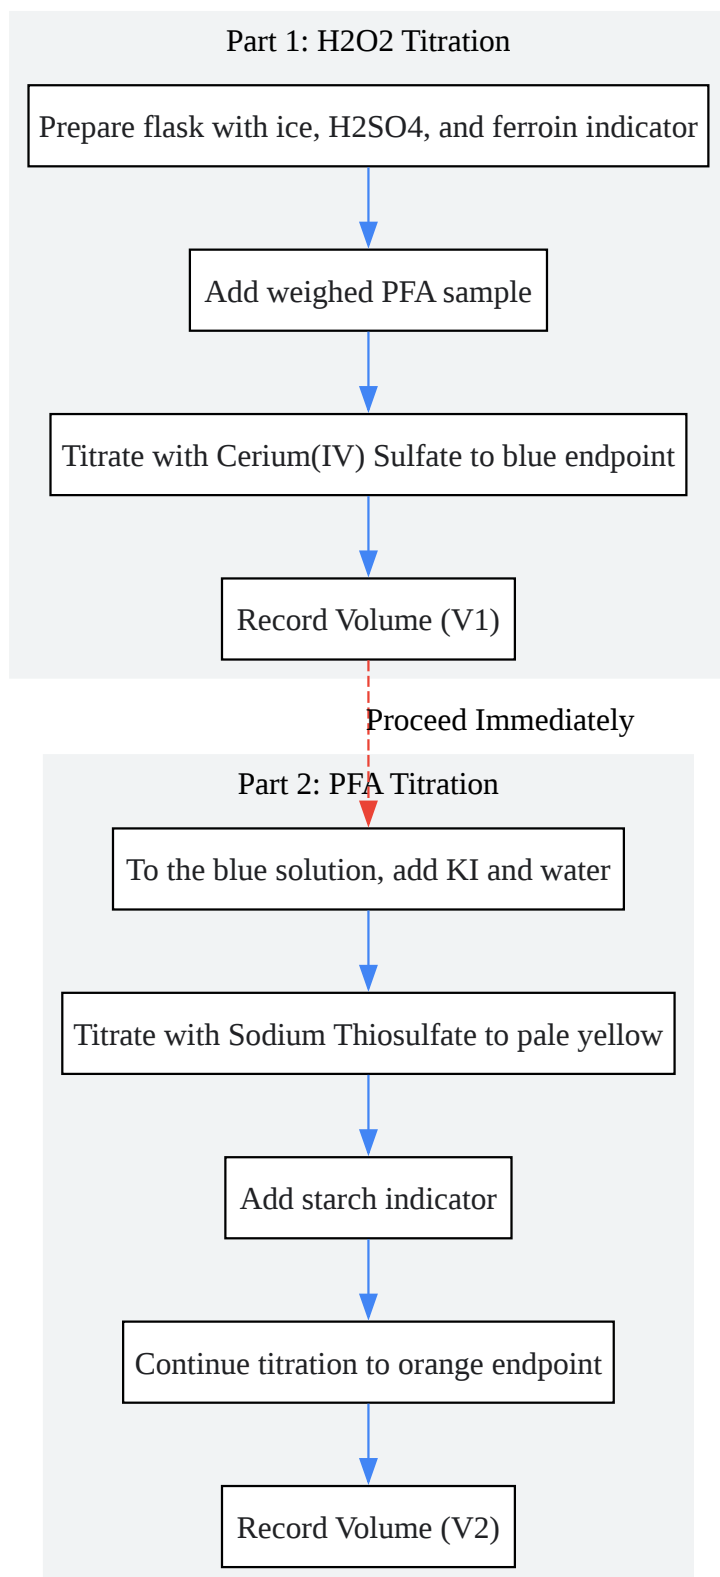 Part 1: H2O2 Titration
Prepare flask with ice, H2SO4, and ferroin indicator
Add weighed PFA sample
Titrate with Cerium(IV) Sulfate to blue endpoint
Record Volume (V1)
Proceed Immediately
Part 2: PFA Titration
To the blue solution, add KI and water
Titrate with Sodium Thiosulfate to pale yellow
Add starch indicator
Continue titration to orange endpoint
Record Volume (V2)